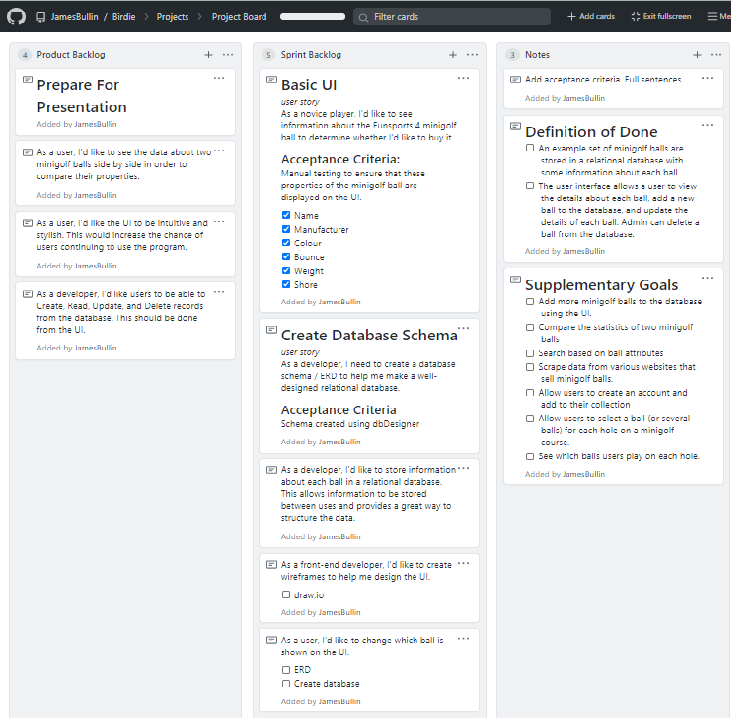 JamesBullin / Birdie > Projects > Project Board
Filter cards
+ Add cards
Exit fullscreen
Me
4 Product Backlog
Prepare For
Presentation
Added by JamesBullin
As a user, I'd like to see the data about two
minigolf balls side by side in order to
compare their properties.
Added by JamesBullin
As a user, I'd like the UI to be intuitive and
stylish. This would increase the chance of
users continuing to use the program.
Added by JamesBullin
As a developer, I'd like users to be able to
Create, Read, Update, and Delete records
from the database. This should be done
from the UI.
Added by JamesBullin
5 Sprint Backlog
Basic UI
user story
As a novice player, I'd like to see
information about the Funsports 4 minigolf
ball to determine whether I'd like to buy it
Acceptance Criteria:
Manual testing to ensure that these
properties of the minigolf ball are
displayed on the UI.
Name
Manufacturer
Colour
Bounce
Weight
Shore
Added by JamesBullin
Create Database Schema
user story
As a developer, I need to create a database
schema / ERD to help me make a well-
designed relational database.
Acceptance Criteria
Schema created using dbDesigner
Added by JamesBullin
As a developer, I'd like to store information
about each ball in a relational database.
This allows information to be stored
between uses and provides a great way to
structure the data.
Added by JamesBullin
As a front-end developer, I'd like to create
wireframes to help me design the UI.
draw.io
Added by JamesBullin
As a user, I'd like to change which ball is
shown on the UI.
ERD
Create database
Added by JamesBullin
3 Notes
Add acceptance criteria. Full sentences
Added by JamesBullin
Definition of Done
An example set of minigolf balls are
stored in a relational database with
some information about each ball
The user interface allows a user to view
the details about each ball, add a new
ball to the database, and update the
details of each ball. Admin can delete a
ball from the database.
Added by JamesBullin
Supplementary Goals
Add more minigolf balls to the database
using the UI.
Compare the statistics of two minigolf
balls
Search based on ball attributes
Scrape data from various websites that
sell minigolf balls.
Allow users to create an account and
add to their collection
Allow users to select a ball (or several
balls) for each hole on a minigolf
course.
See which balls users play on each hole.
Added by JamesBullin